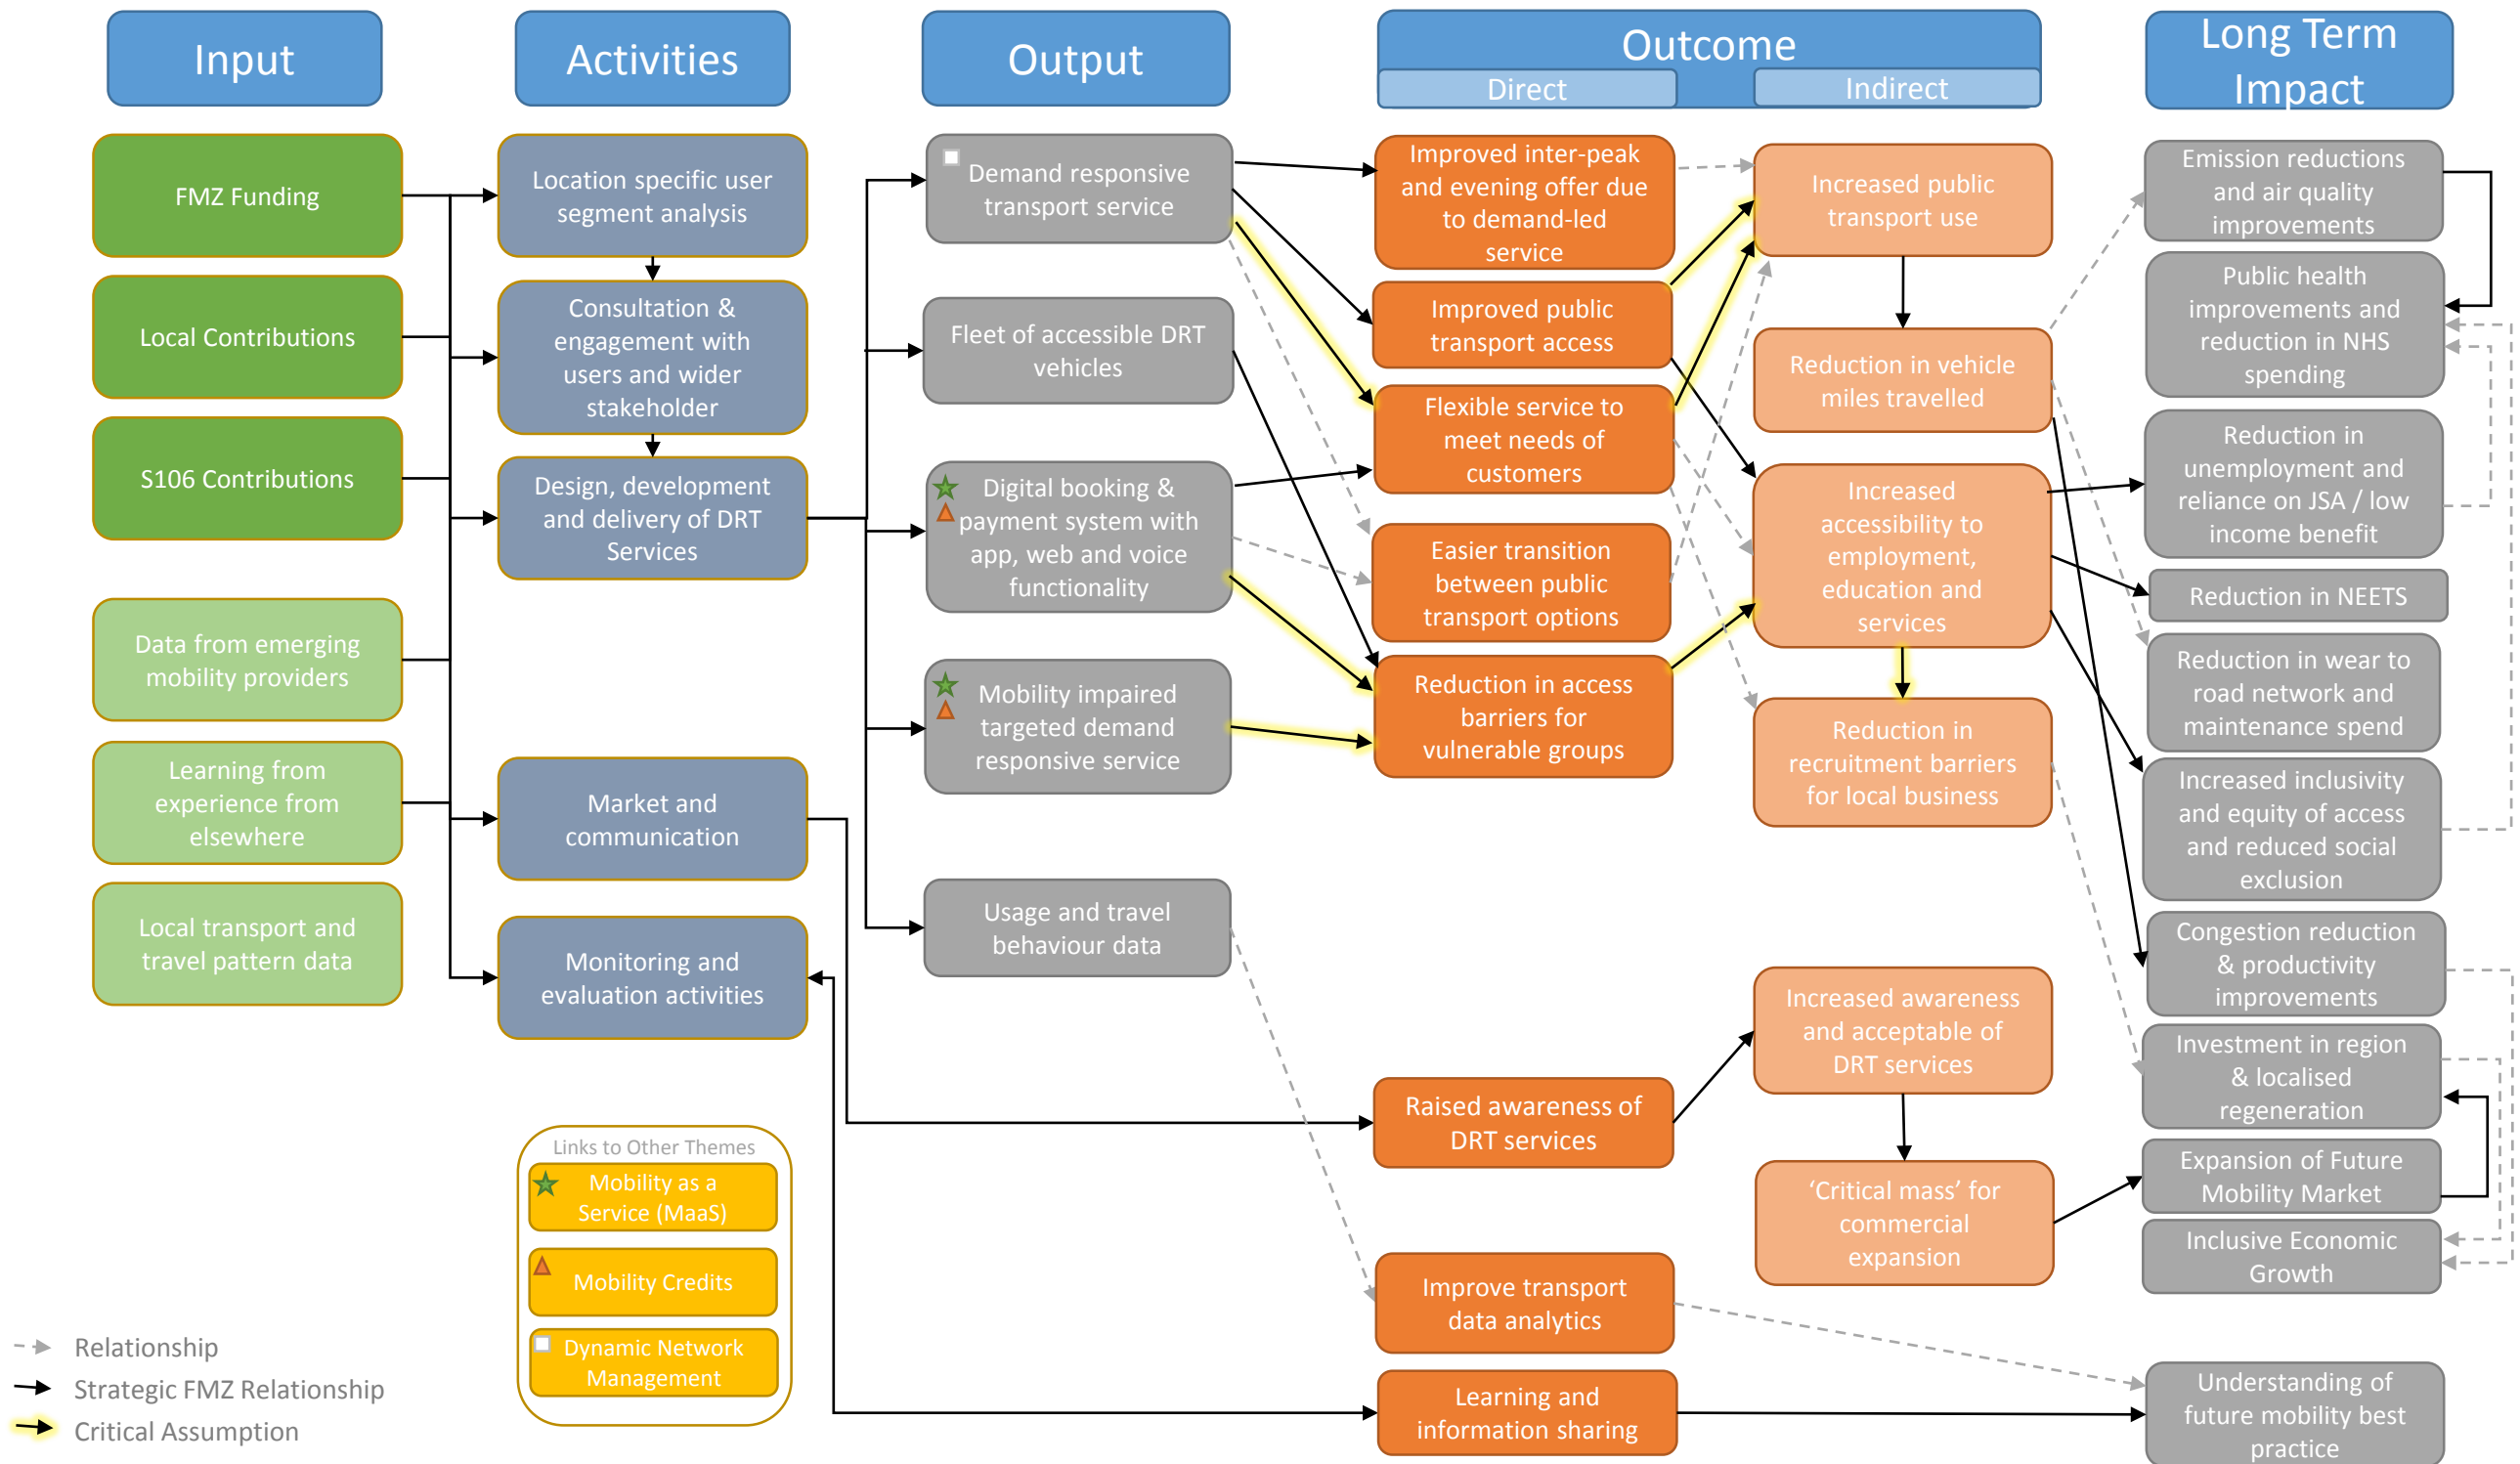 Input
Activities
Output
Outcome
Direct
Indirect
Long Term
Impact
FMZ Funding
Local Contributions
S106 Contributions
Data from emerging
mobility providers
Learning from
experience from
elsewhere
Local transport and
travel pattern data
Location specific user
segment analysis
Consultation &
engagement with
users and wider
stakeholder
Design, development
and delivery of DRT
Services
Market and
communication
Monitoring and
evaluation activities
Demand responsive
transport service
Fleet of accessible DRT
vehicles
Digital booking &
payment system with
app, web and voice
functionality
Mobility impaired
targeted demand
responsive service
Usage and travel
behaviour data
Improved inter-peak
and evening offer due
to demand-led
service
Improved public
transport access
Flexible service to
meet needs of
customers
Easier transition
between public
transport options
Reduction in access
barriers for
vulnerable groups
Raised awareness of
DRT services
Improve transport
data analytics
Learning and
information sharing
Increased public
transport use
Reduction in vehicle
miles travelled
Increased
accessibility to
employment,
education and
services
Reduction in
recruitment barriers
for local business
Increased awareness
and acceptable of
DRT services
‘Critical mass’ for
commercial
expansion
Emission reductions
and air quality
improvements
Public health
improvements and
reduction in NHS
spending
Reduction in
unemployment and
reliance on JSA / low
income benefit
Reduction in NEETS
Reduction in wear to
road network and
maintenance spend
Increased inclusivity
and equity of access
and reduced social
exclusion
Congestion reduction
& productivity
improvements
Investment in region
& localised
regeneration
Expansion of Future
Mobility Market
Inclusive Economic
Growth
Understanding of
future mobility best
practice
Links to Other Themes
Mobility as a
Service (MaaS)
Mobility Credits
Dynamic Network
Management
Relationship
Strategic FMZ Relationship
Critical Assumption